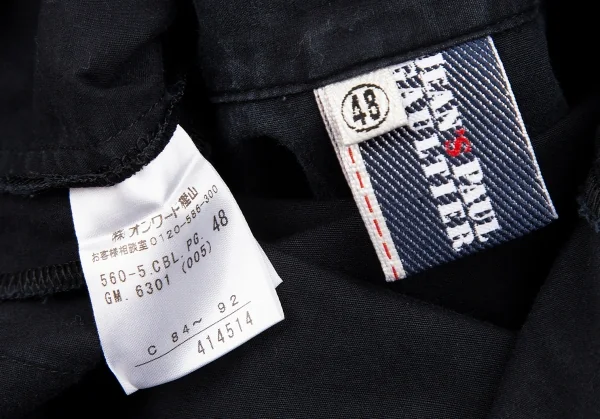 ㈱オンワード樫山
お客様相談室0120-586-300
560-5.CBL.PG. 48
GM. 6301 (005)
C 84〜 92
414514
48
JEAN'S PAUL
GAULTIER